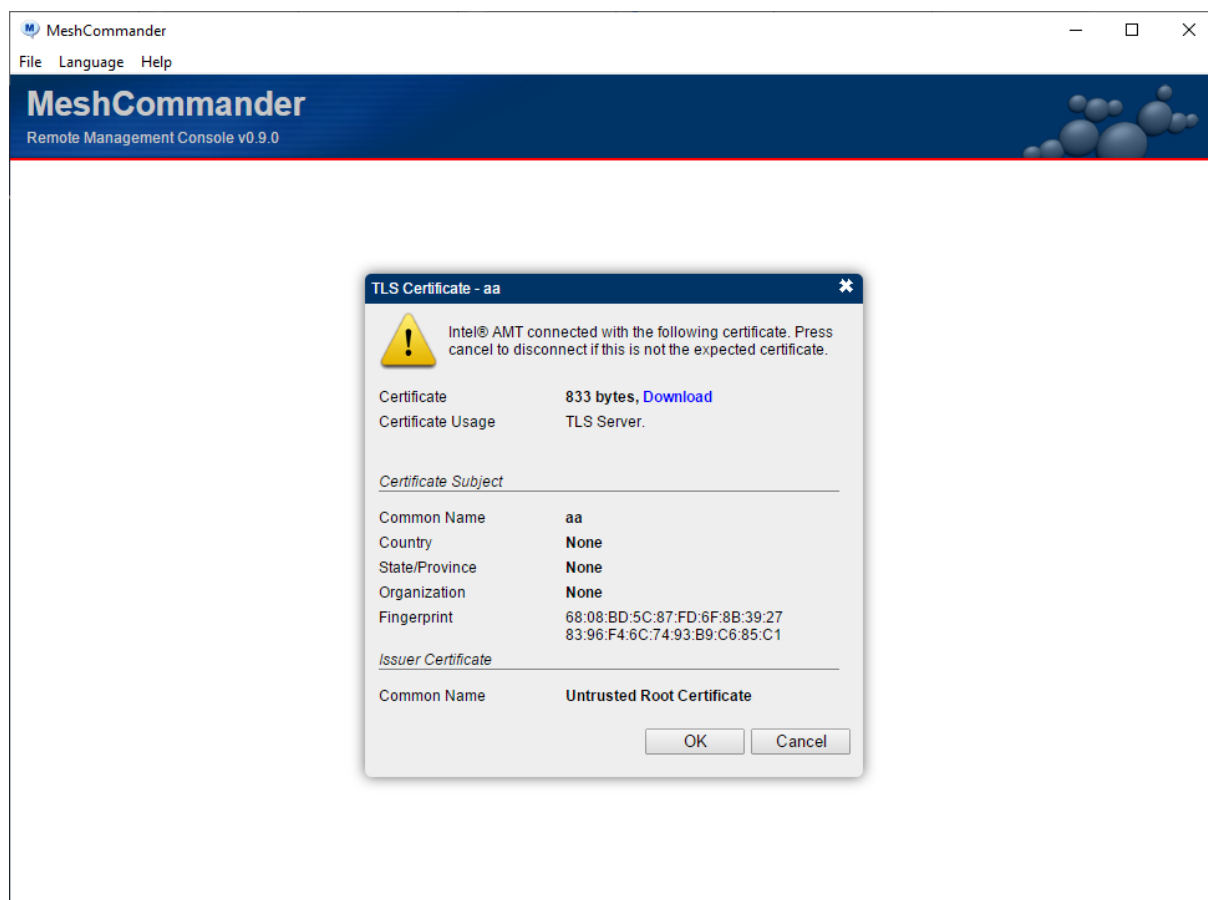 MeshCommander
File Language Help
MeshCommander
Remote Management Console v0.9.0
TLS Certificate - aa
Intel® AMT connected with the following certificate. Press
cancel to disconnect if this is not the expected certificate.
Certificate 833 bytes, Download
Certificate Usage TLS Server.
Certificate Subject
Common Name aa
Country None
State/Province None
Organization None
Fingerprint 68:08:BD:5C:87:FD:6F:8B:39:27
83:96:F4:6C:74:93:B9:C6:85:C1
Issuer Certificate
Common Name Untrusted Root Certificate
OK Cancel